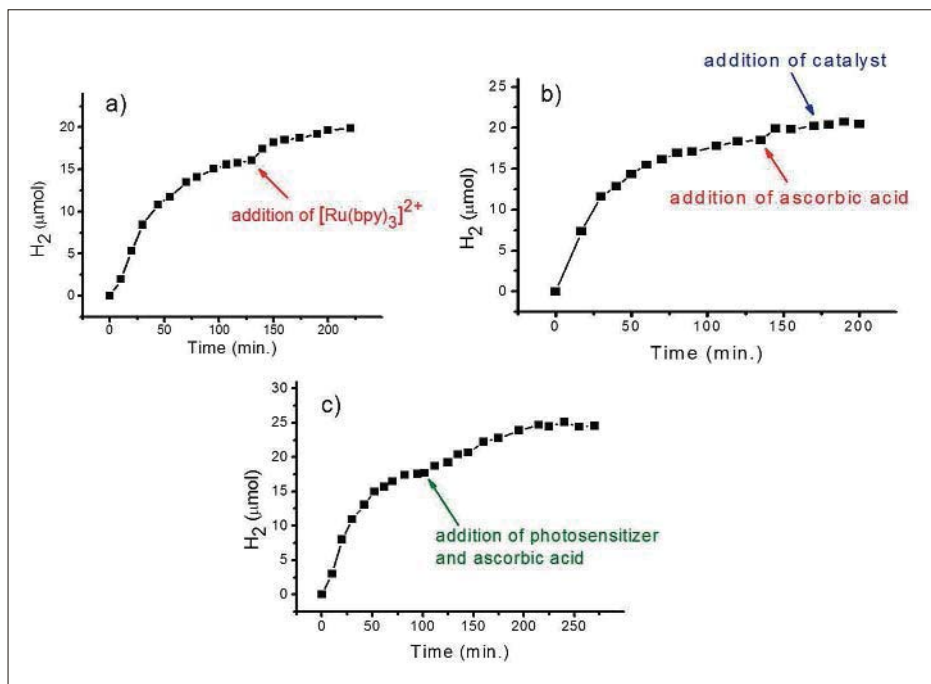 a)
H2 (μmol)
20
15
10
5
0
addition of [Ru(bpy)3]2+
0 50 100 150 200
Time (min.)
addition of catalyst
b)
H2 (μmol)
25
20
15
10
5
0
addition of ascorbic acid
0 50 100 150 200
Time (min.)
c)
H2 (μmol)
30
25
20
15
10
5
0
addition of photosensitizer
and ascorbic acid
0 50 100 150 200 250
Time (min.)